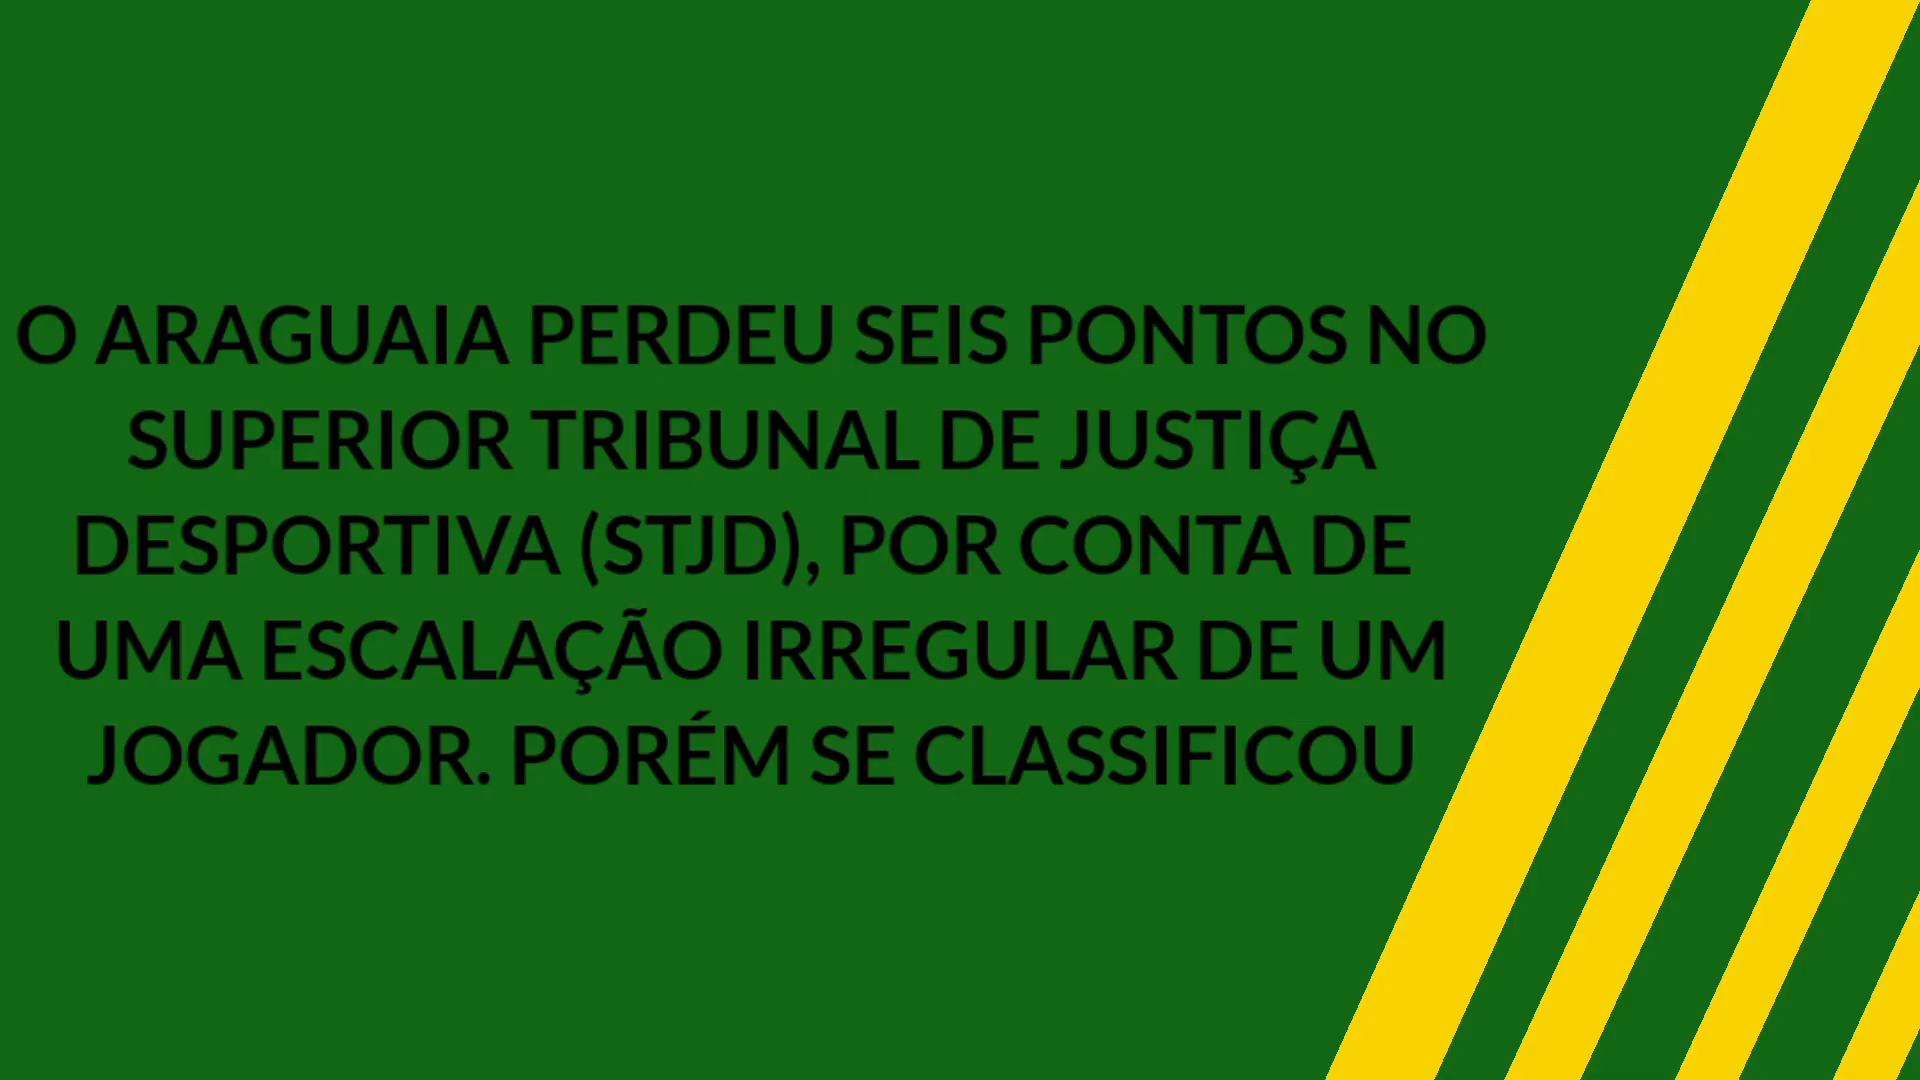 O ARAGUAIA PERDEU SEIS PONTOS NO
SUPERIOR TRIBUNAL DE JUSTIÇA
DESPORTIVA (STJD), POR CONTA DE
UMA ESCALAÇÃO IRREGULAR DE UM
JOGADOR. PORÉM SE CLASSIFICOU